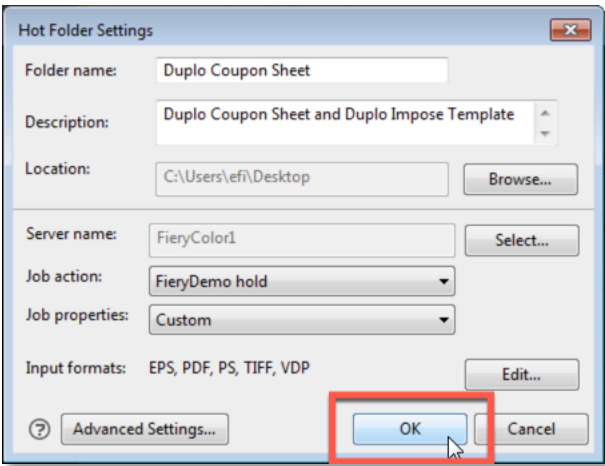 Hot Folder Settings
Folder name: Duplo Coupon Sheet
Description: Duplo Coupon Sheet and Duplo Impose Template
Location: C:\Users\efi\Desktop Browse...
Server name: FieryColor1 Select...
Job action: FieryDemo hold
Job properties: Custom
Input formats: EPS, PDF, PS, TIFF, VDP Edit...
? Advanced Settings... OK Cancel